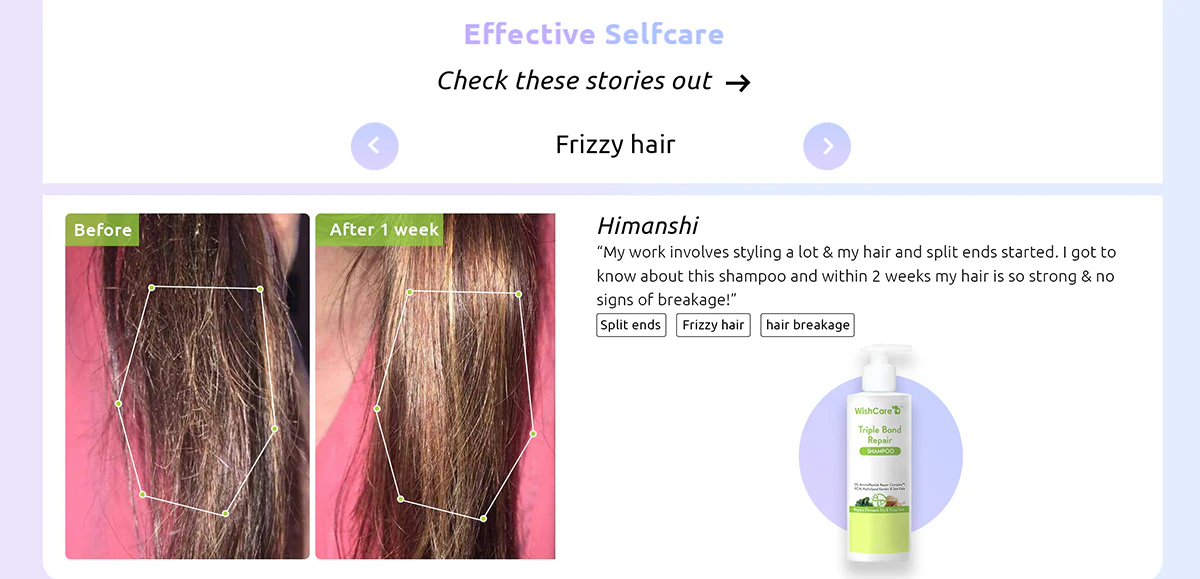 Effective Selfcare
Check these stories out →
Frizzy hair
Before
After 1 week
Himanshi
“My work involves styling a lot & my hair and split ends started. I got to
know about this shampoo and within 2 weeks my hair is so strong & no
signs of breakage!”
Split ends Frizzy hair hair breakage
WishCare
Triple Bond
Repair
SHAMPOO